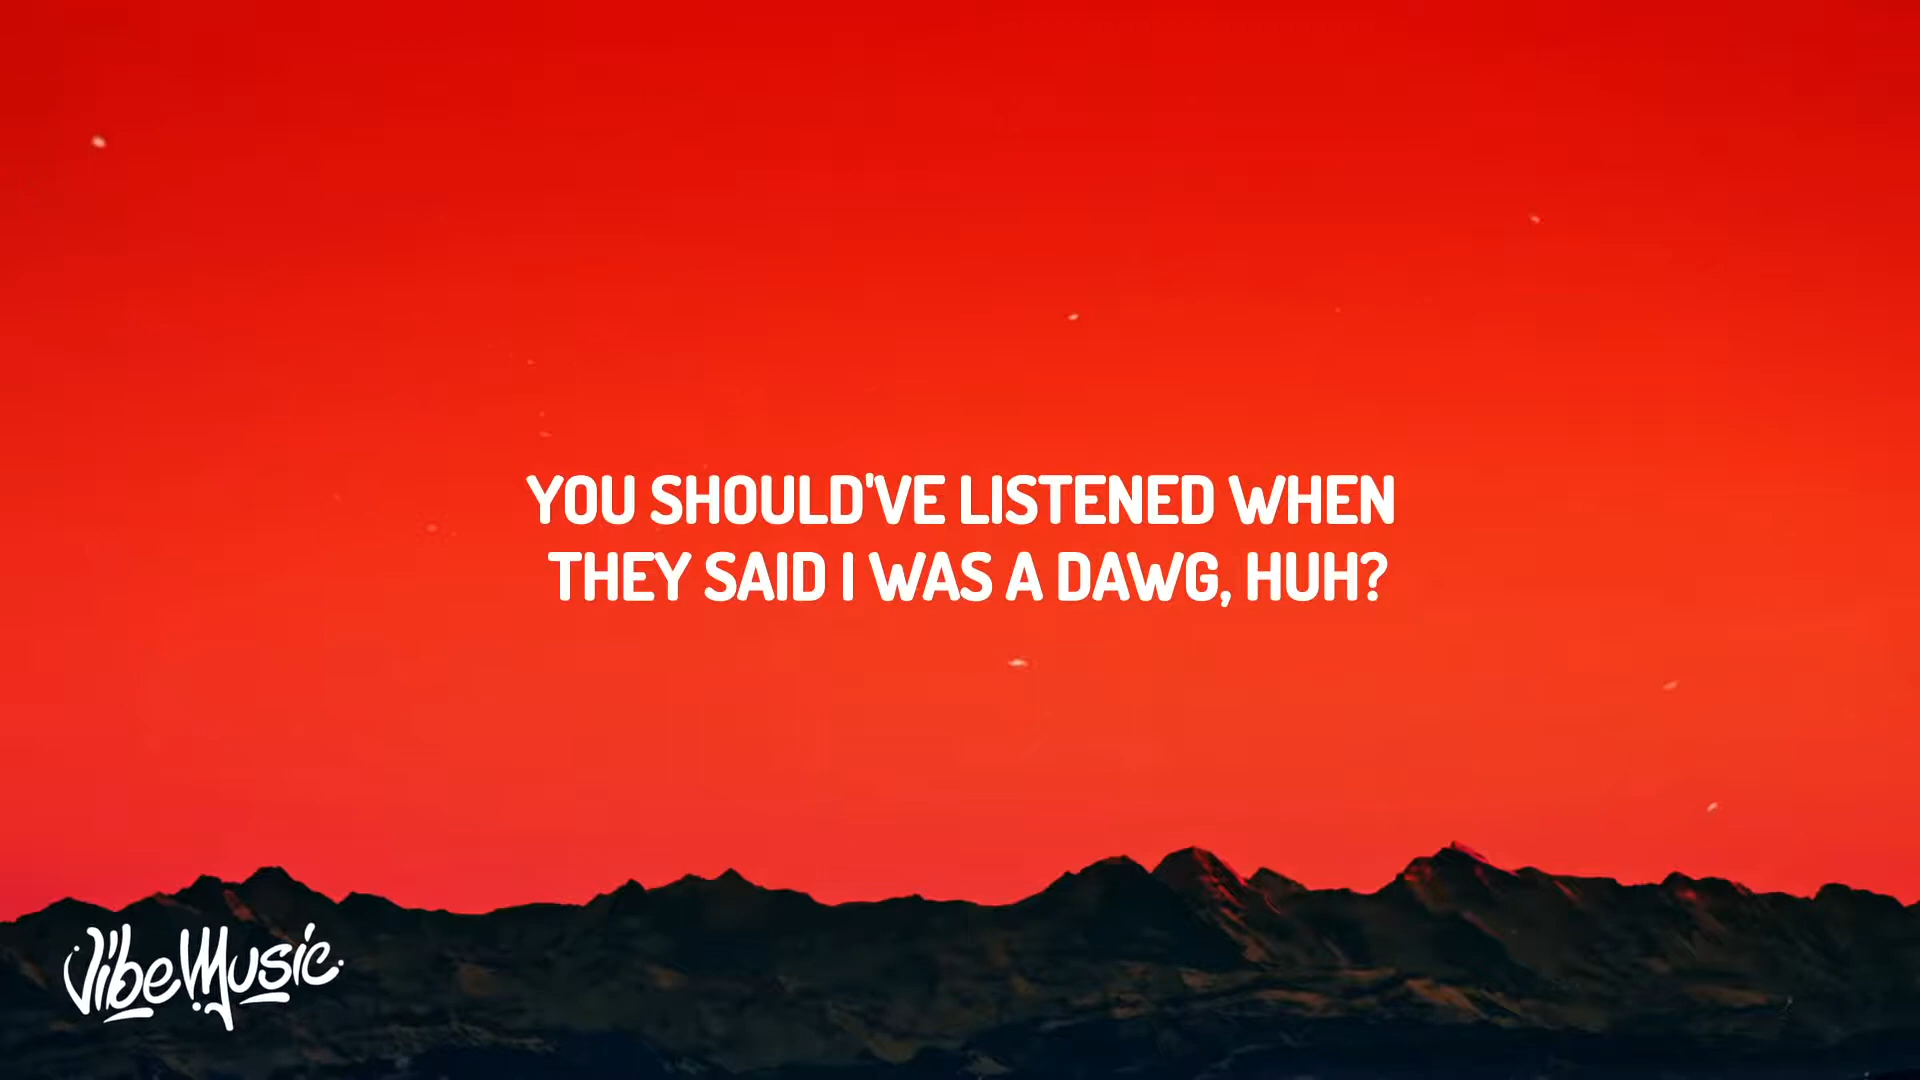 YOU SHOULD'VE LISTENED WHEN
THEY SAID I WAS A DAWG, HUH?
VibeMusic